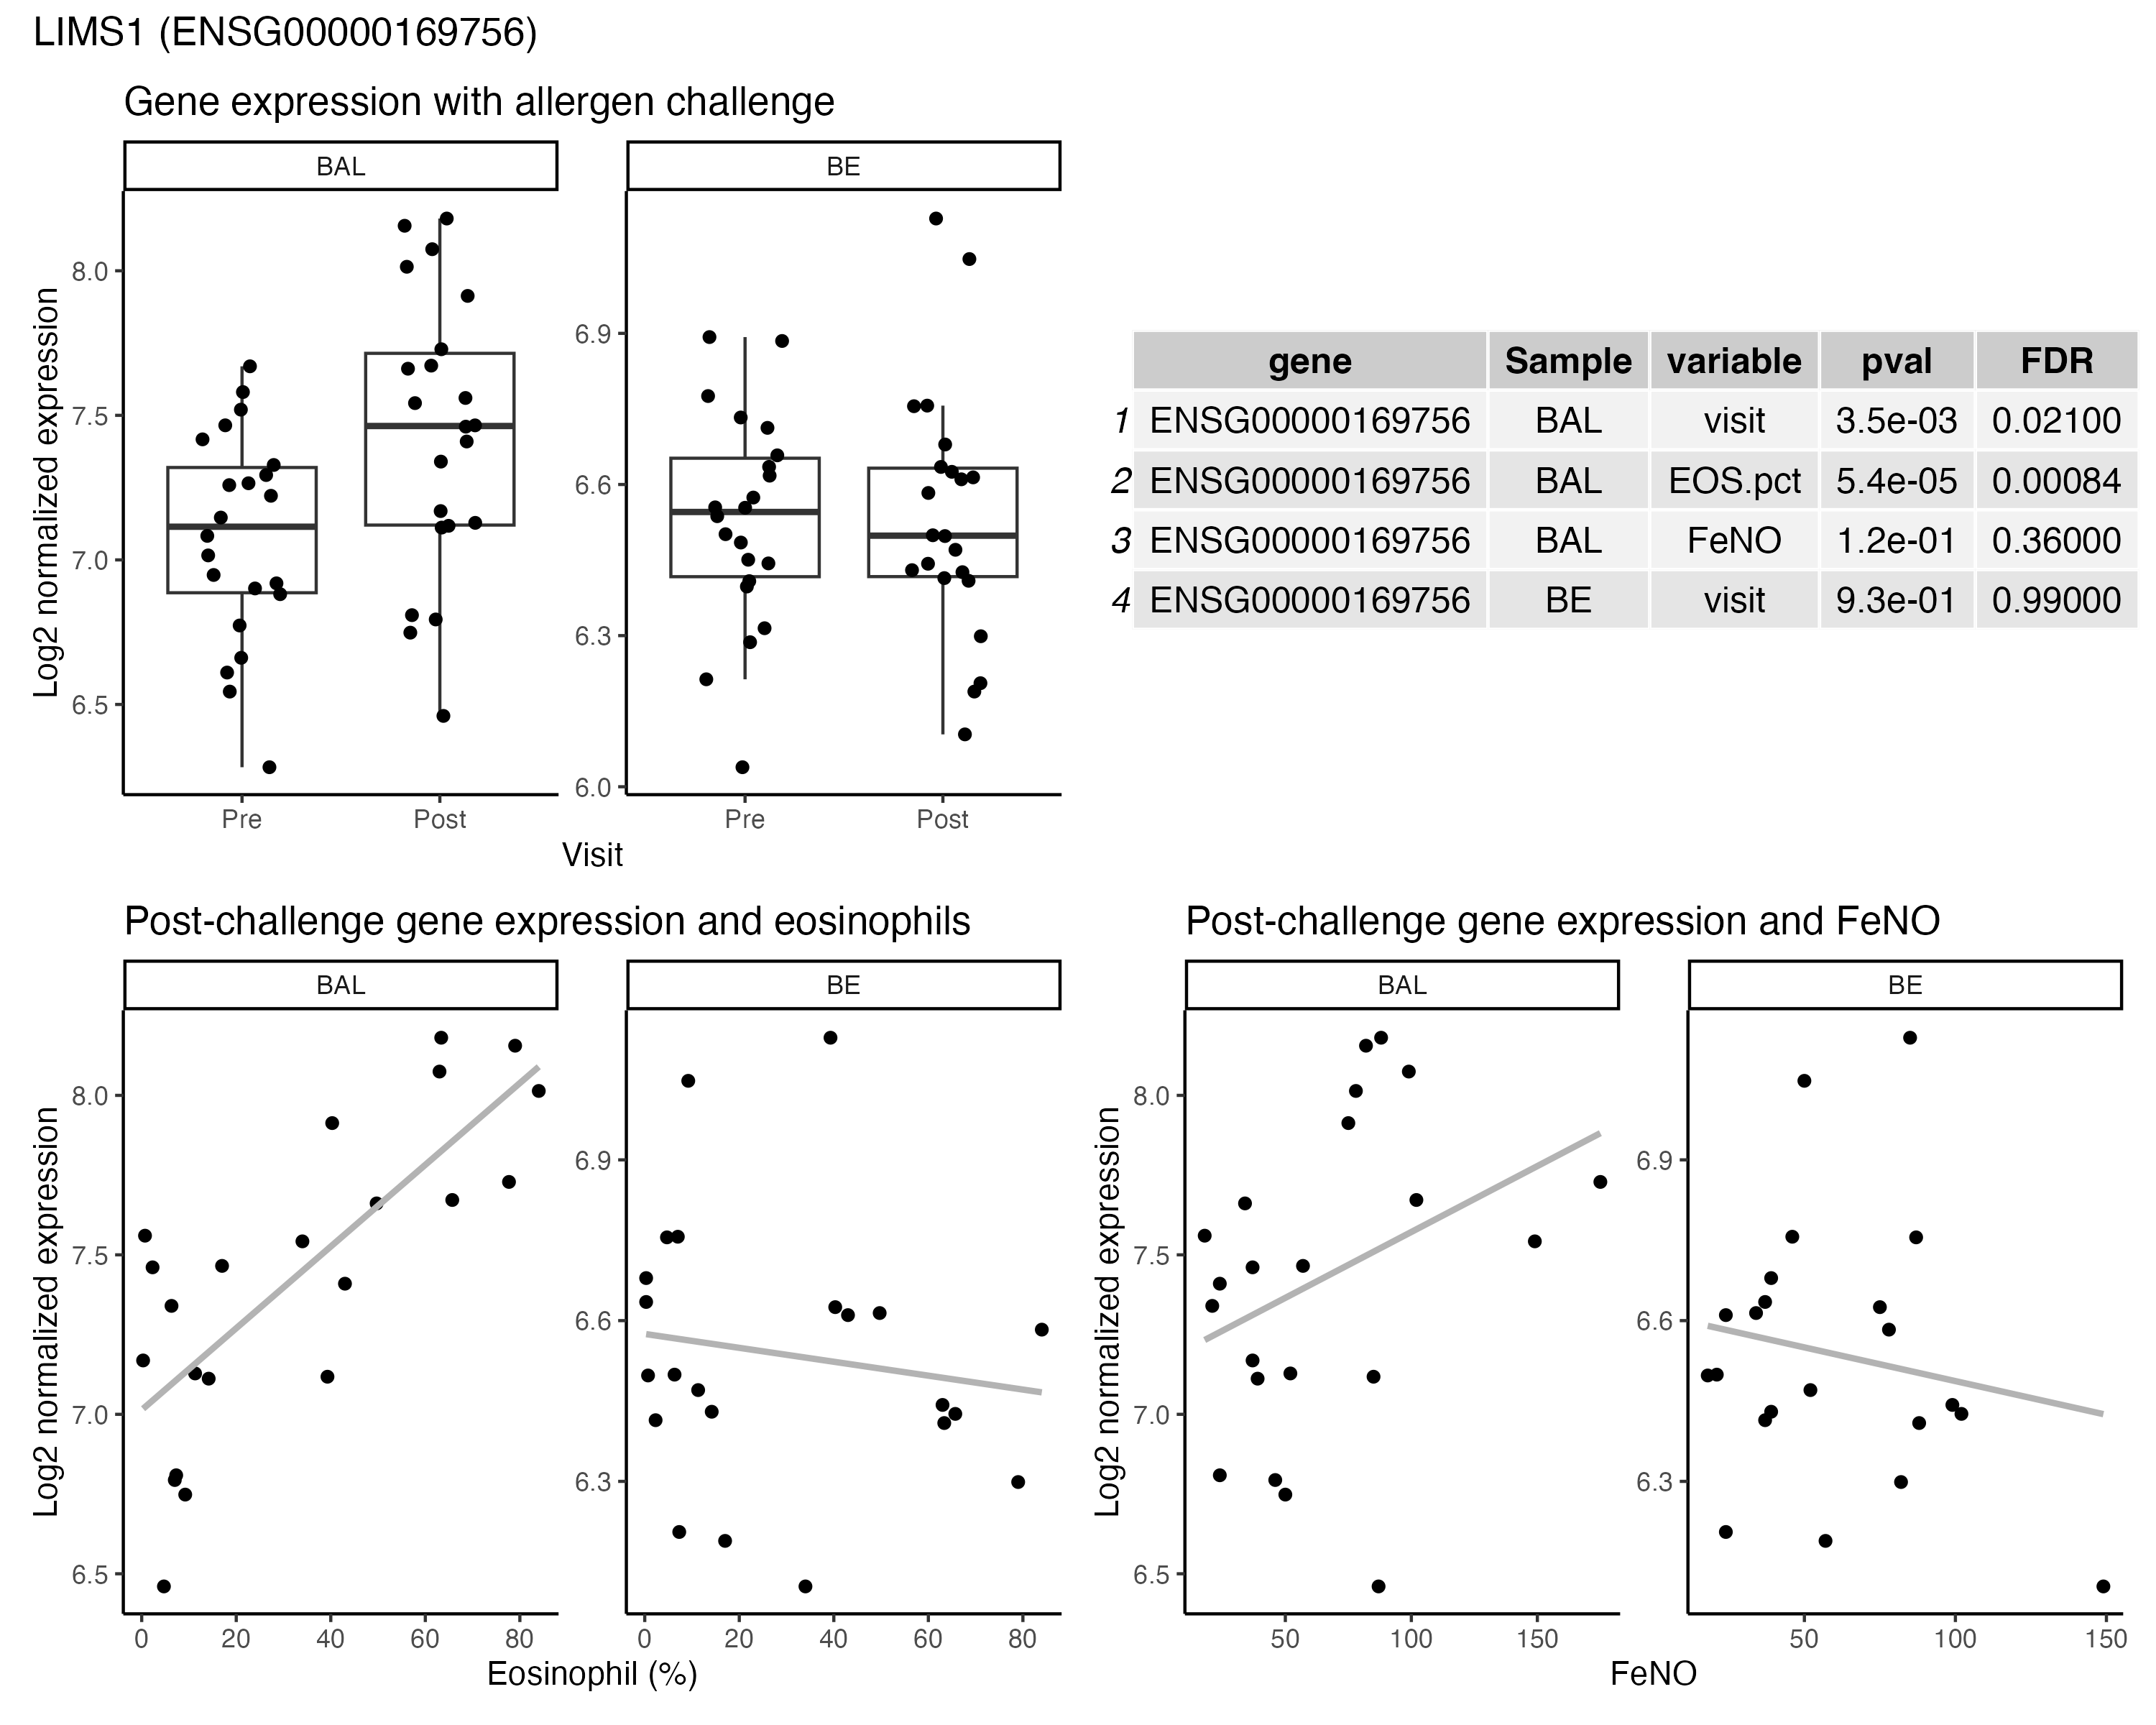 LIMS1 (ENSG00000169756)
Gene expression with allergen challenge
BAL BE
Log2 normalized expression
8.0
7.5
7.0
6.5
6.9
6.6
6.3
6.0
Pre Post Pre Post
Visit
gene Sample variable pval FDR
1 ENSG00000169756 BAL visit 3.5e-03 0.02100
2 ENSG00000169756 BAL EOS.pct 5.4e-05 0.00084
3 ENSG00000169756 BAL FeNO 1.2e-01 0.36000
4 ENSG00000169756 BE visit 9.3e-01 0.99000
Post-challenge gene expression and eosinophils
BAL BE
Log2 normalized expression
8.0
7.5
7.0
6.5
6.9
6.6
6.3
0 20 40 60 80 0 20 40 60 80
Eosinophil (%)
Post-challenge gene expression and FeNO
BAL BE
Log2 normalized expression
8.0
7.5
7.0
6.5
6.9
6.6
6.3
50 100 150 50 100 150
FeNO